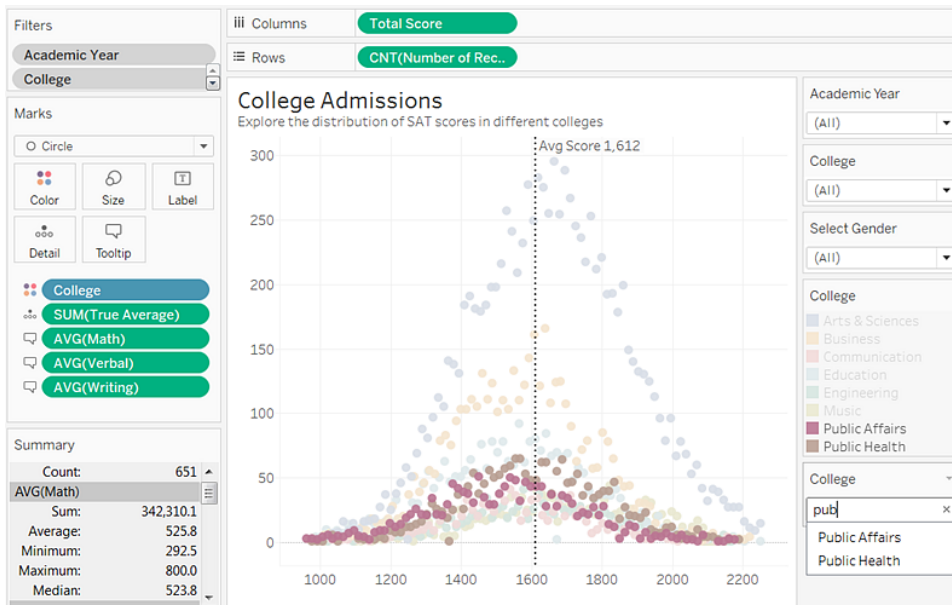 Filters
Academic Year
College
Marks
Circle
Color
Size
Label
Detail
Tooltip
College
SUM(True Average)
AVG(Math)
AVG(Verbal)
AVG(Writing)
Summary
Count: 651
AVG(Math)
Sum: 342,310.1
Average: 525.8
Minimum: 292.5
Maximum: 800.0
Median: 523.8
Columns
Total Score
Rows
CNT(Number of Rec..
College Admissions
Explore the distribution of SAT scores in different colleges
Avg Score 1,612
300
250
200
150
100
50
0
1000 1200 1400 1600 1800 2000 2200
Academic Year
(All)
College
(All)
Select Gender
(All)
College
Arts & Sciences
Business
Communication
Education
Engineering
Music
Public Affairs
Public Health
College
pub
Public Affairs
Public Health